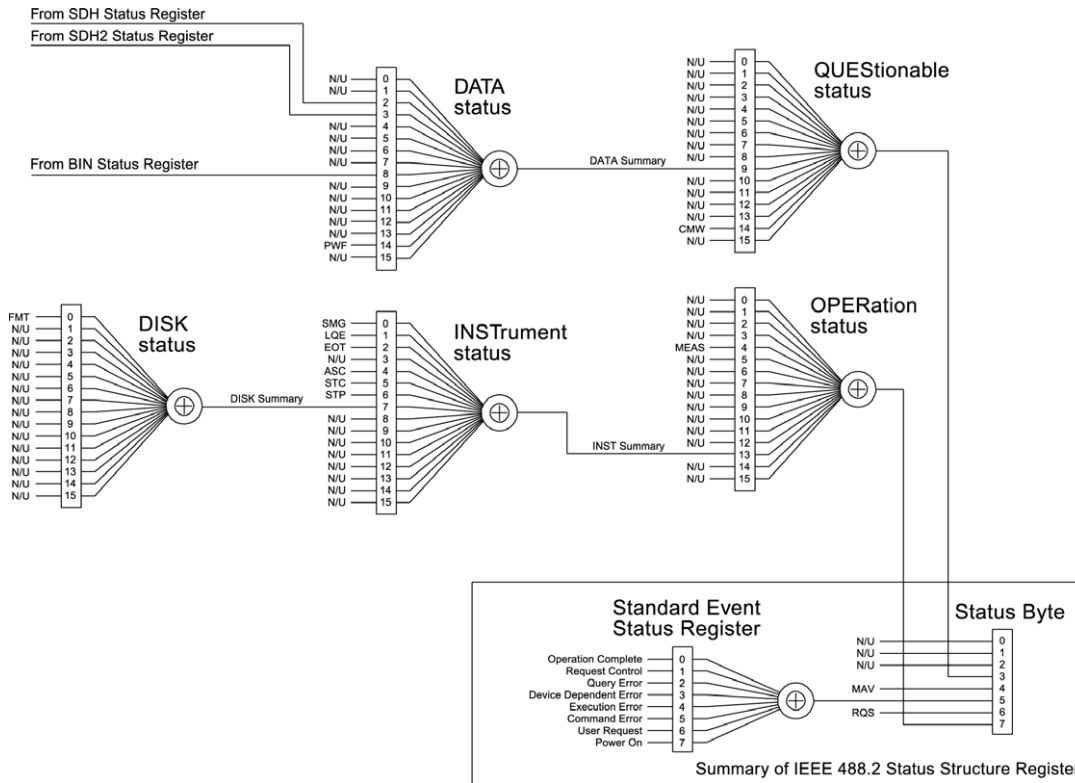 From SDH Status Register
From SDH2 Status Register
From BIN Status Register
DATA
status
N/U 0
N/U 1
2
3
N/U 4
N/U 5
N/U 6
N/U 7
8
N/U 9
N/U 10
N/U 11
N/U 12
N/U 13
PWF 14
N/U 15
DATA Summary
QUEStionable
status
N/U 0
N/U 1
N/U 2
N/U 3
N/U 4
N/U 5
N/U 6
N/U 7
N/U 8
9
N/U 10
N/U 11
N/U 12
N/U 13
CMW 14
N/U 15
DISK
status
FMT 0
N/U 1
N/U 2
N/U 3
N/U 4
N/U 5
N/U 6
N/U 7
N/U 8
N/U 9
N/U 10
N/U 11
N/U 12
N/U 13
N/U 14
N/U 15
DISK Summary
INSTrument
status
SMG 0
LQE 1
EOT 2
N/U 3
ASC 4
STC 5
STP 6
7
N/U 8
N/U 9
N/U 10
N/U 11
N/U 12
N/U 13
N/U 14
N/U 15
INST Summary
OPERation
status
N/U 0
N/U 1
N/U 2
N/U 3
MEAS 4
N/U 5
N/U 6
N/U 7
N/U 8
N/U 9
N/U 10
N/U 11
N/U 12
13
N/U 14
N/U 15
Standard Event
Status Register
Operation Complete 0
Request Control 1
Query Error 2
Device Dependent Error 3
Execution Error 4
Command Error 5
User Request 6
Power On 7
Status Byte
N/U 0
N/U 1
N/U 2
3
MAV 4
5
RQS 6
7
Summary of IEEE 488.2 Status Structure Register